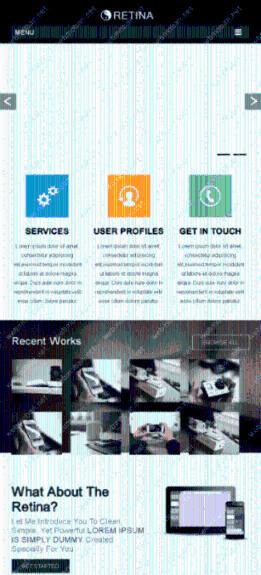 RETINA
MENU
SERVICES
USER PROFILES
GET IN TOUCH
Lorem ipsum dolor sit amet,
consectetur adipiscing
elit,eiusmod tempor incididunt
ut labore et dolore magna
aliqua. Duis aute irure dolor in
reprehenderit in voluptate velit
esse cillum dolore pariatur.
Lorem ipsum dolor sit amet,
consectetur adipiscing
elit,eiusmod tempor incididunt
ut labore et dolore magna
aliqua. Duis aute irure dolor in
reprehenderit in voluptate velit
esse cillum dolore pariatur.
Lorem ipsum dolor sit amet,
consectetur adipiscing
elit,eiusmod tempor incididunt
ut labore et dolore magna
aliqua. Duis aute irure dolor in
reprehenderit in voluptate velit
esse cillum dolore pariatur.
Recent Works
BROWSE ALL
What About The
Retina?
Let Me Introduce You To Clean,
Simple, Yet Powerful LOREM IPSUM
IS SIMPLY DUMMY Created
Specially For You
GET STARTED